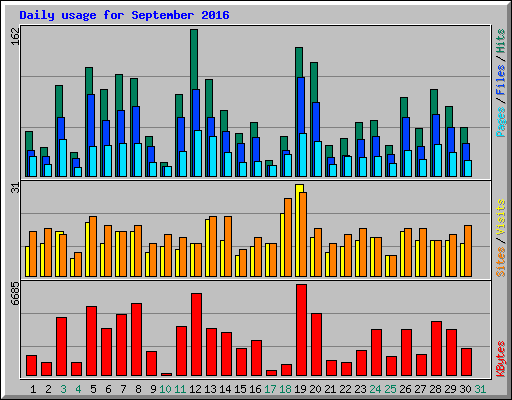 Daily usage for September 2016
162
Pages / Files / Hits
31
Sites / Visits
6685
KBytes
1 2 3 4 5 6 7 8 9 10 11 12 13 14 15 16 17 18 19 20 21 22 23 24 25 26 27 28 29 30 31